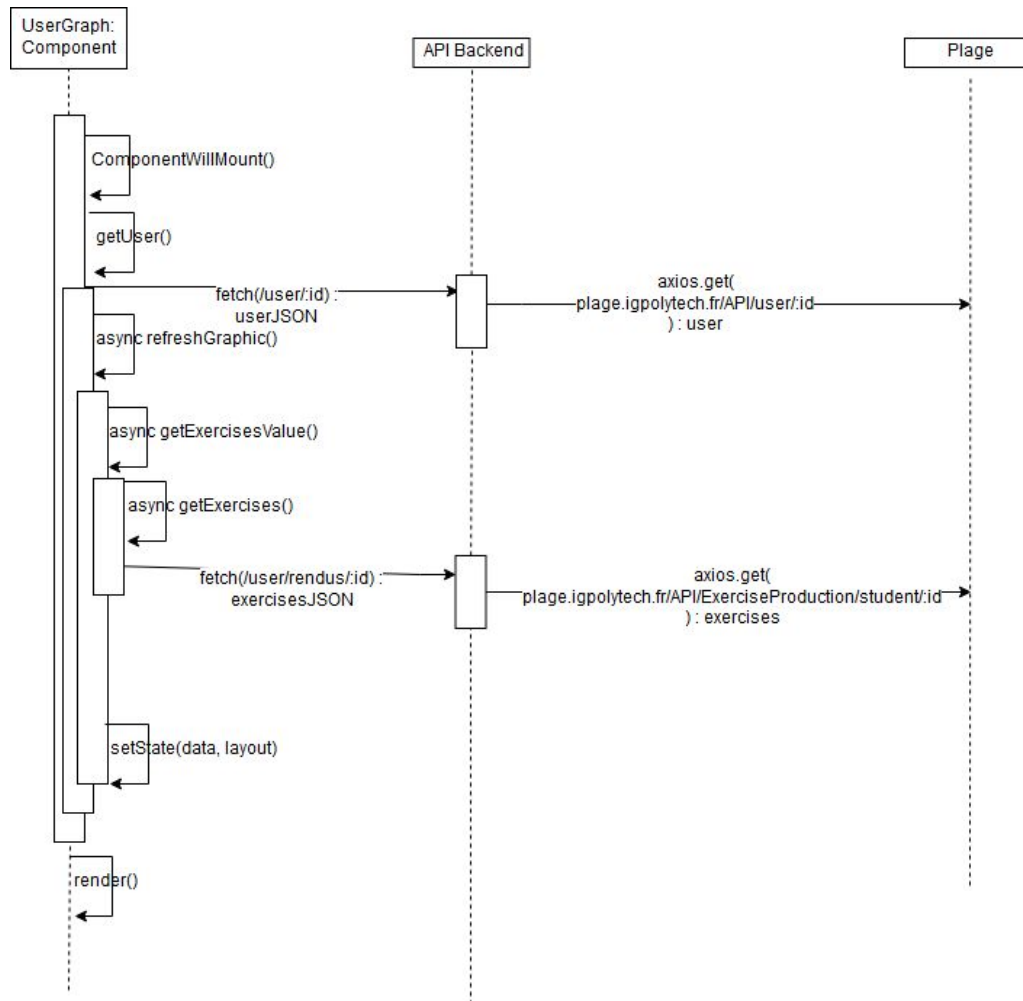 UserGraph:
Component
API Backend
Plage
ComponentWillMount()
getUser()
fetch(/user/:id) :
userJSON
axios.get(
plage.igpolytech.fr/API/user/:id
) : user
async refreshGraphic()
async getExercisesValue()
async getExercises()
fetch(/user/rendus/:id) :
exercisesJSON
axios.get(
plage.igpolytech.fr/API/ExerciseProduction/student/:id
) : exercises
setState(data, layout)
render()